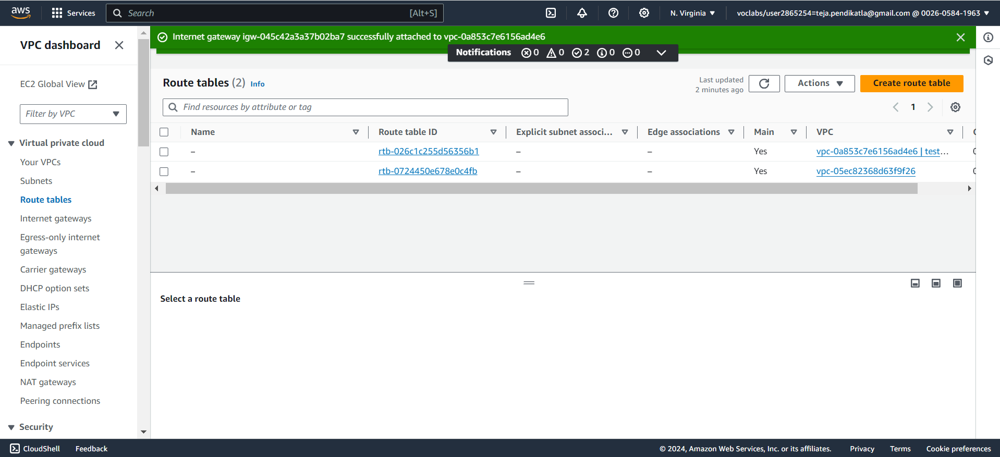 aws
Services
Search
[Alt+S]
N. Virginia
voclabs/user2865254=teja.pendikatla@gmail.com @ 0026-0584-1963
VPC dashboard
EC2 Global View
Filter by VPC
Virtual private cloud
Your VPCs
Subnets
Route tables
Internet gateways
Egress-only internet
gateways
Carrier gateways
DHCP option sets
Elastic IPs
Managed prefix lists
Endpoints
Endpoint services
NAT gateways
Peering connections
Security
Internet gateway igw-045c42a3a37b02ba7 successfully attached to vpc-0a853c7e6156ad4e6
Notifications 0 0 2 0 0
Route tables (2) Info
Last updated
2 minutes ago
Actions
Create route table
Find resources by attribute or tag
1
Name Route table ID Explicit subnet associ... Edge associations Main VPC
– rtb-026c1c255d56356b1 – – Yes vpc-0a853c7e6156ad4e6 | test...
– rtb-0724450e678e0c4fb – – Yes vpc-05ec82368d63f9f26
Select a route table
CloudShell
Feedback
© 2024, Amazon Web Services, Inc. or its affiliates.
Privacy
Terms
Cookie preferences